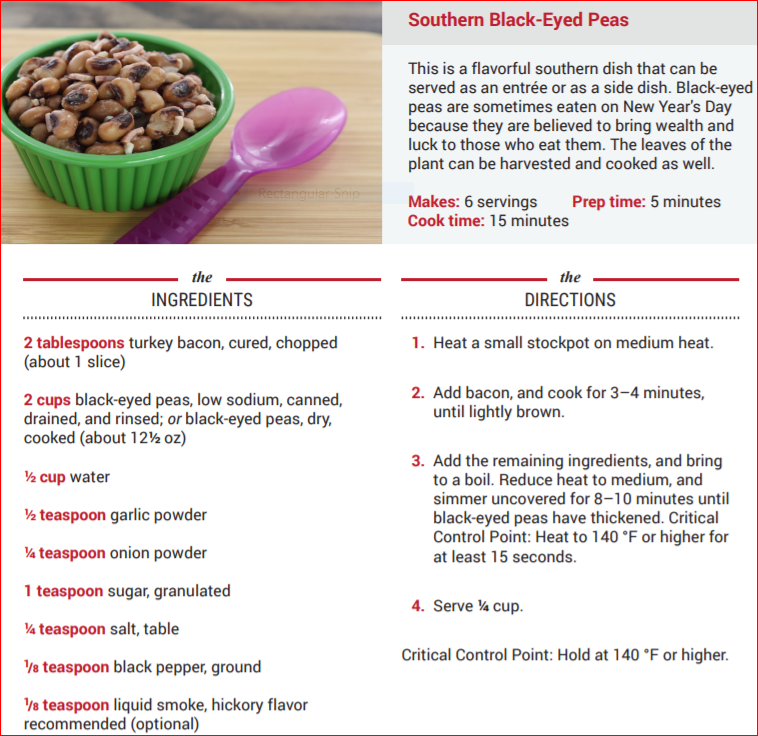 Southern Black-Eyed Peas
This is a flavorful southern dish that can be
served as an entrée or as a side dish. Black-eyed
peas are sometimes eaten on New Year's Day
because they are believed to bring wealth and
luck to those who eat them. The leaves of the
plant can be harvested and cooked as well.
Makes: 6 servings Prep time: 5 minutes
Cook time: 15 minutes
Rectangular Snip
the
INGREDIENTS
2 tablespoons turkey bacon, cured, chopped
(about 1 slice)
2 cups black-eyed peas, low sodium, canned,
drained, and rinsed; or black-eyed peas, dry,
cooked (about 12½ oz)
½ cup water
½ teaspoon garlic powder
¼ teaspoon onion powder
1 teaspoon sugar, granulated
¼ teaspoon salt, table
⅛ teaspoon black pepper, ground
⅛ teaspoon liquid smoke, hickory flavor
recommended (optional)
the
DIRECTIONS
1. Heat a small stockpot on medium heat.
2. Add bacon, and cook for 3–4 minutes,
until lightly brown.
3. Add the remaining ingredients, and bring
to a boil. Reduce heat to medium, and
simmer uncovered for 8–10 minutes until
black-eyed peas have thickened. Critical
Control Point: Heat to 140 °F or higher for
at least 15 seconds.
4. Serve ¼ cup.
Critical Control Point: Hold at 140 °F or higher.